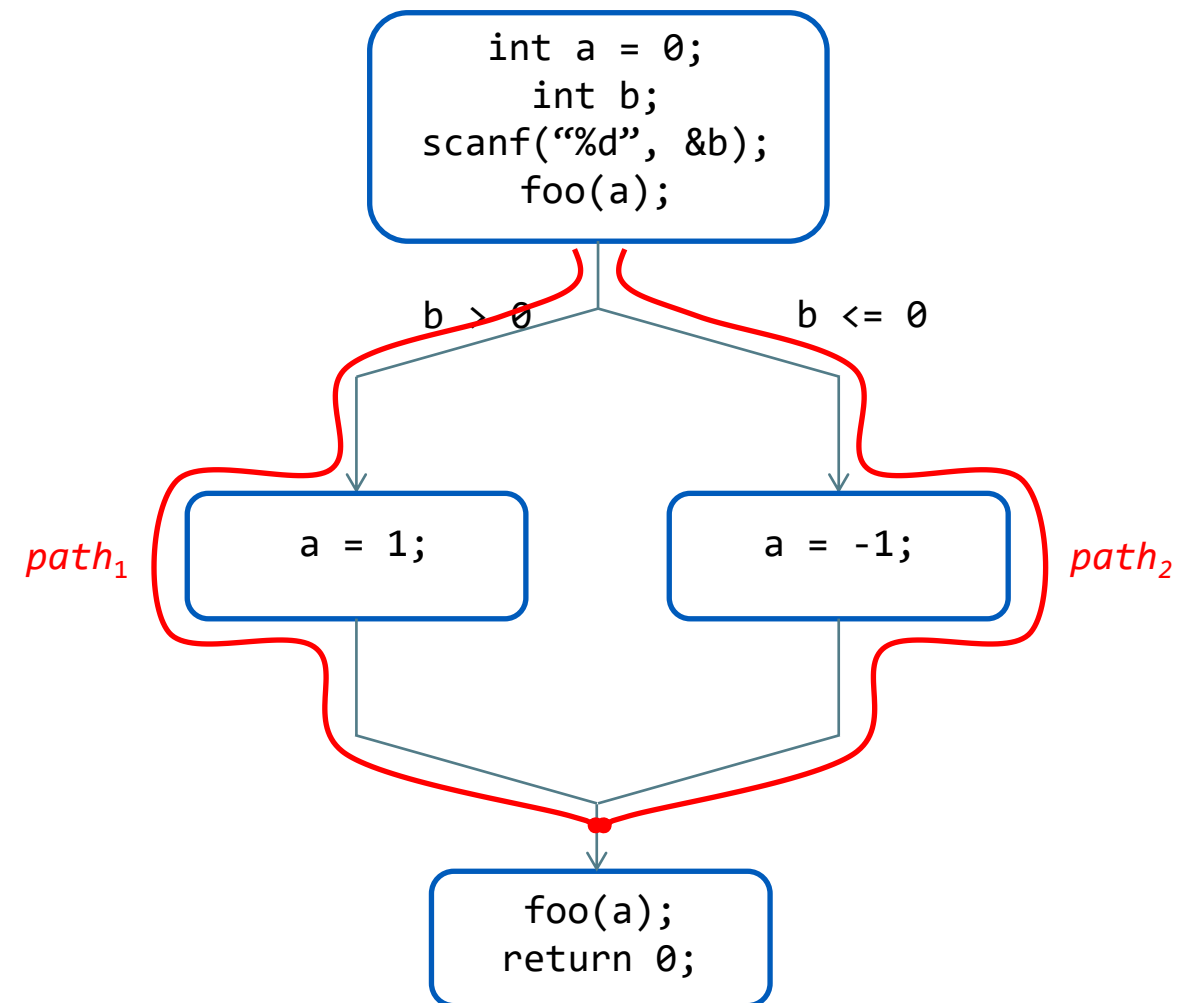 int a = 0;
int b;
scanf(“%d”, &b);
foo(a);
b > 0
b <= 0
a = 1;
a = -1;
path₁
path₂
foo(a);
return 0;